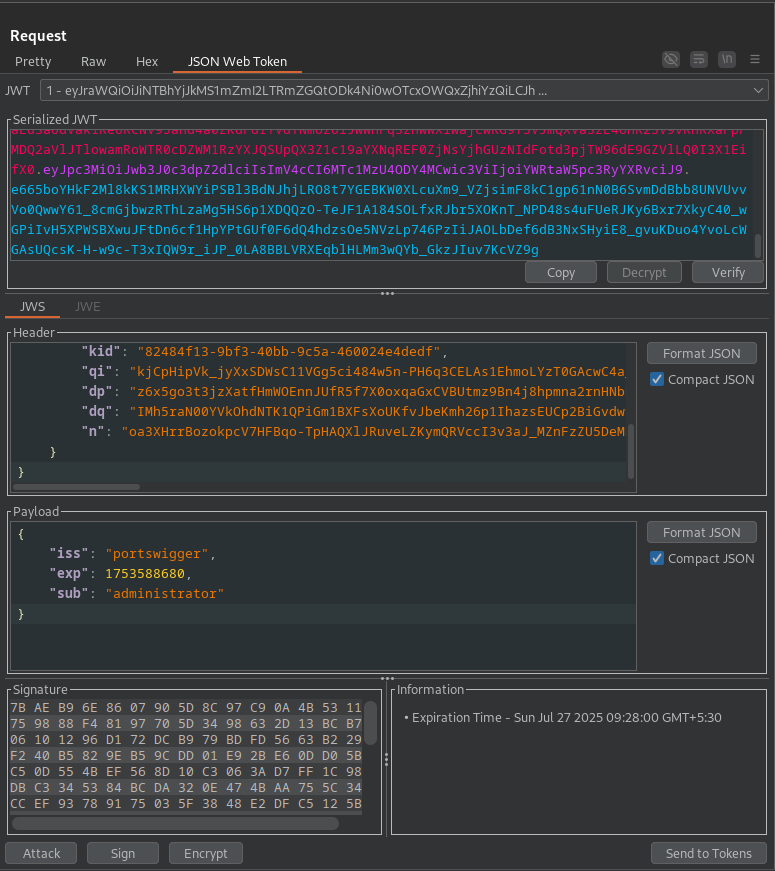 Request
Pretty Raw Hex JSON Web Token \n
JWT 1 - eyJraWQiOiJiNTBhYjJkMS1mZmI2LTRmZGQtODk4Ni0wOTcxOWQxZjhiYzQiLCJh ...
Serialized JWT
MDQ2aVlJTlowamRoWTR0cDZWM1RzYXJQSUpQX3Z1c19aYXNqREF0ZjNsYjhGUzNIdFotd3pjTW96dE9GZVlLQ0I3X1Ei
fX0.eyJpc3MiOiJwb3J0c3dpZ2dlciIsImV4cCI6MTc1MzU4ODY4MCwic3ViIjoiYWRtaW5pc3RyYXRvciJ9.
e665boYHkF2Ml8kKS1MRHXWYiPSBl3BdNJhjLRO8t7YGEBKW0XLcuXm9_VZjsimF8kC1gp61nN0B6SvmDdBbb8UNVUvv
Vo0QwwY61_8cmGjbwzRThLzaMg5HS6p1XDQQzO-TeJF1A184SOLfxRJbr5XOKnT_NPD48s4uFUeRJKy6Bxr7XkyC40_w
GPiIvH5XPWSBXwuJFtDn6cf1HpYPtGUf0F6dQ4hdzsOe5NVzLp746PzIiJAOLbDef6dB3NxSHyiE8_gvuKDuo4YvoLcW
GAsUQcsK-H-w9c-T3xIQW9r_iJP_0LA8BBLVRXEqblHLMm3wQYb_GkzJIuv7KcVZ9g
Copy Decrypt Verify
JWS JWE
Header
"kid": "82484f13-9bf3-40bb-9c5a-460024e4dedf",
"qi": "kjCpHipVk_jyXxSDWsC11VGg5ci484w5n-PH6q3CELAs1EhmoLYzT0GAcwC4a
"dp": "z6x5go3t3jzXatfHmWOEnnJUfR5f7X0oxqaGxCVBUtmz9Bn4j8hpmna2rnHNb
"dq": "IMh5raN00YVkOhdNTK1QPiGm1BXFsXoUKfvJbeKmh26p1IhazsEUCp2BiGvdw
"n": "oa3XHrrBozokpcV7HFBqo-TpHAQXlJRuveLZKymQRVccI3v3aJ_MZnFzZU5DeM
}
}
Format JSON
Compact JSON
Payload
{
"iss": "portswigger",
"exp": 1753588680,
"sub": "administrator"
}
Format JSON
Compact JSON
Signature
7B AE B9 6E 86 07 90 5D 8C 97 C9 0A 4B 53 11
75 98 88 F4 81 97 70 5D 34 98 63 2D 13 BC B7
06 10 12 96 D1 72 DC B9 79 BD FD 56 63 B2 29
F2 40 B5 82 9E B5 9C DD 01 E9 2B E6 0D D0 5B
C5 0D 55 4B EF 56 8D 10 C3 06 3A D7 FF 1C 98
DB C3 34 53 84 BC DA 32 0E 47 4B AA 75 5C 34
CC EF 93 78 91 75 03 5F 38 48 E2 DF C5 12 5B
Information
• Expiration Time - Sun Jul 27 2025 09:28:00 GMT+5:30
Attack Sign Encrypt Send to Tokens